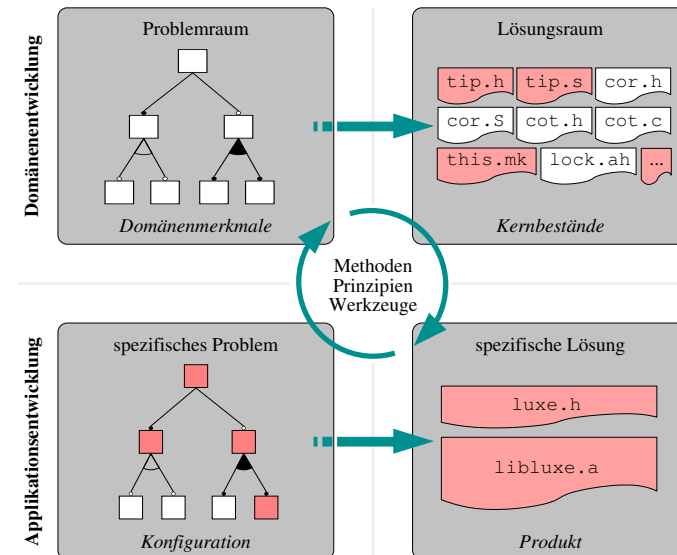 Domänenentwicklung
Problemraum
Domänenmerkmale
Lösungsraum
tip.h tip.s cor.h
cor.S cot.h cot.c
this.mk lock.ah ...
Kernbestände
Methoden
Prinzipien
Werkzeuge
Applikationsentwicklung
spezifisches Problem
Konfiguration
spezifische Lösung
luxe.h
libluxe.a
Produkt